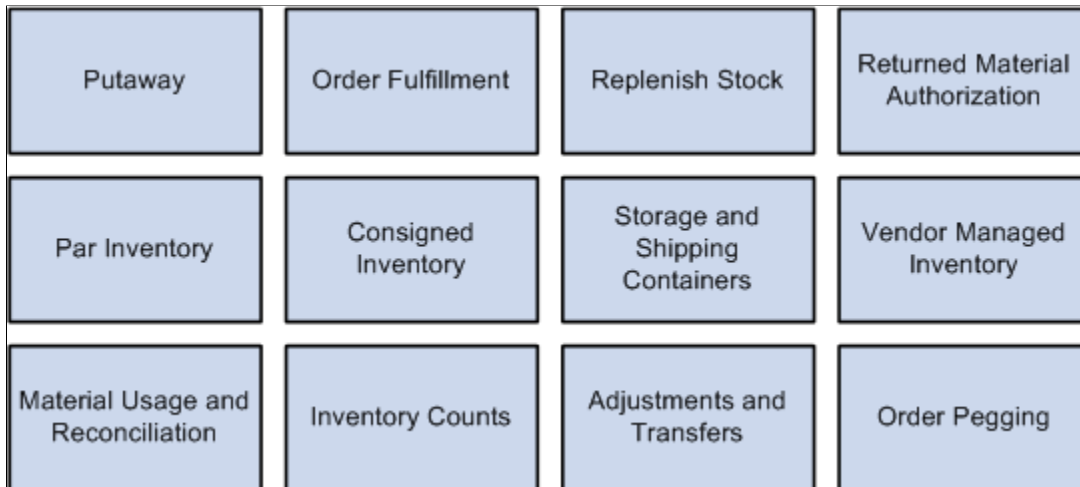 Putaway
Order Fulfillment
Replenish Stock
Returned Material
Authorization
Par Inventory
Consigned
Inventory
Storage and
Shipping
Containers
Vendor Managed
Inventory
Material Usage and
Reconciliation
Inventory Counts
Adjustments and
Transfers
Order Pegging